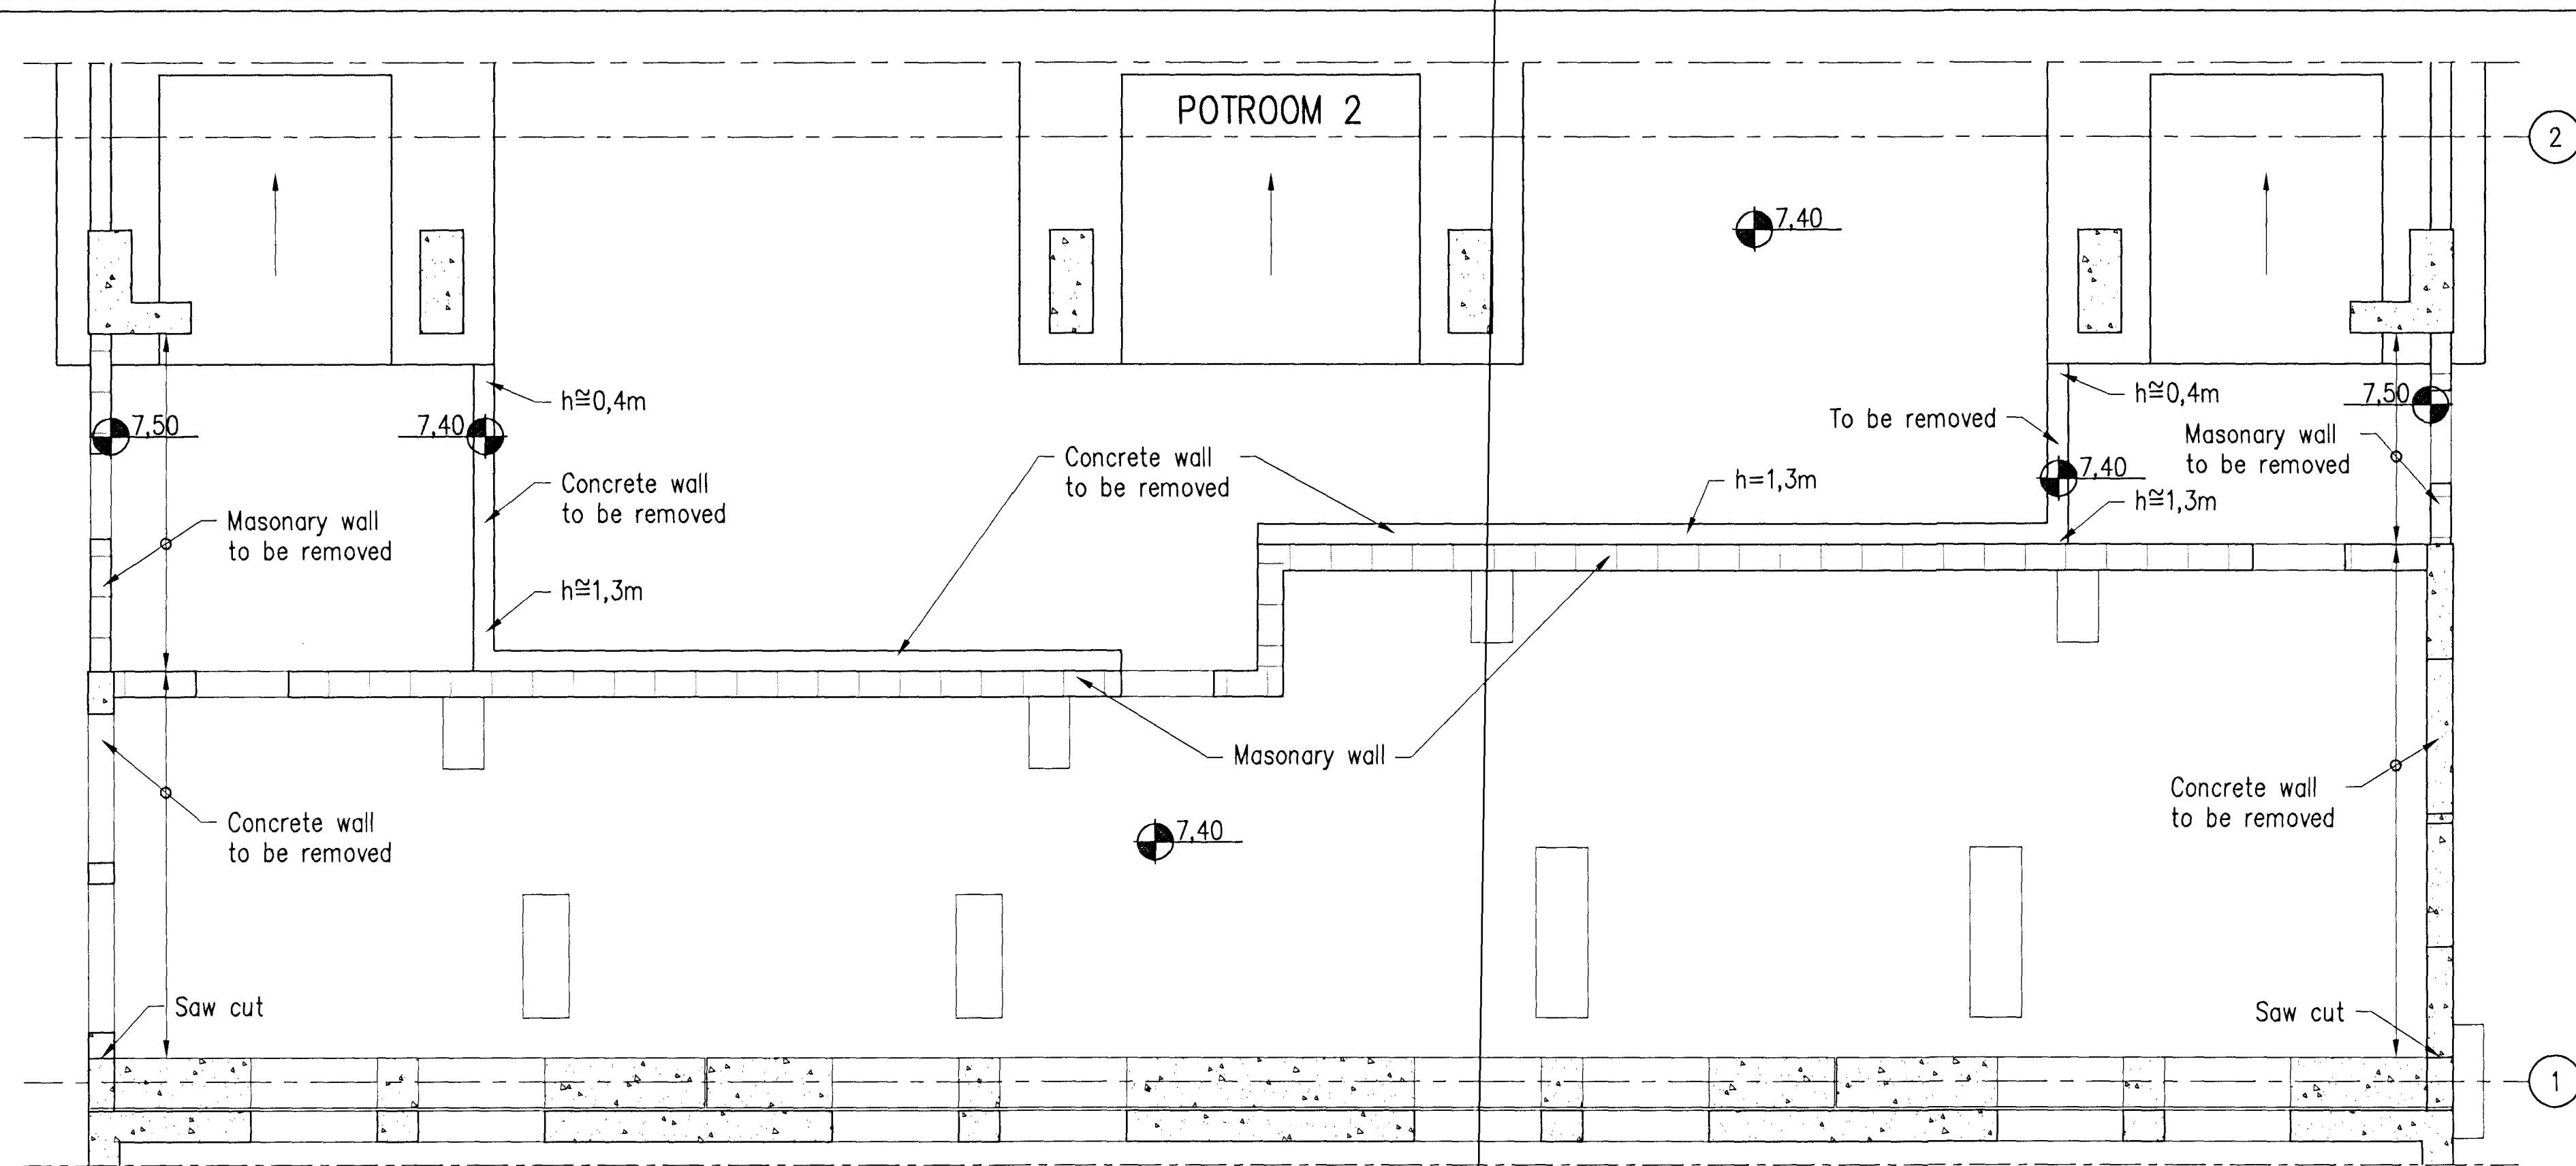 POTROOM 2
2
7,40
h≅0,4m
h≅0,4m
7,50
7,50
7,40
To be removed
Masonary wall
to be removed
Concrete wall
to be removed
7,40
h=1,3m
Concrete wall
to be removed
h≅1,3m
Masonary wall
to be removed
h≅1,3m
Masonary wall
Concrete wall
to be removed
7,40
Concrete wall
to be removed
Saw cut
Saw cut
1